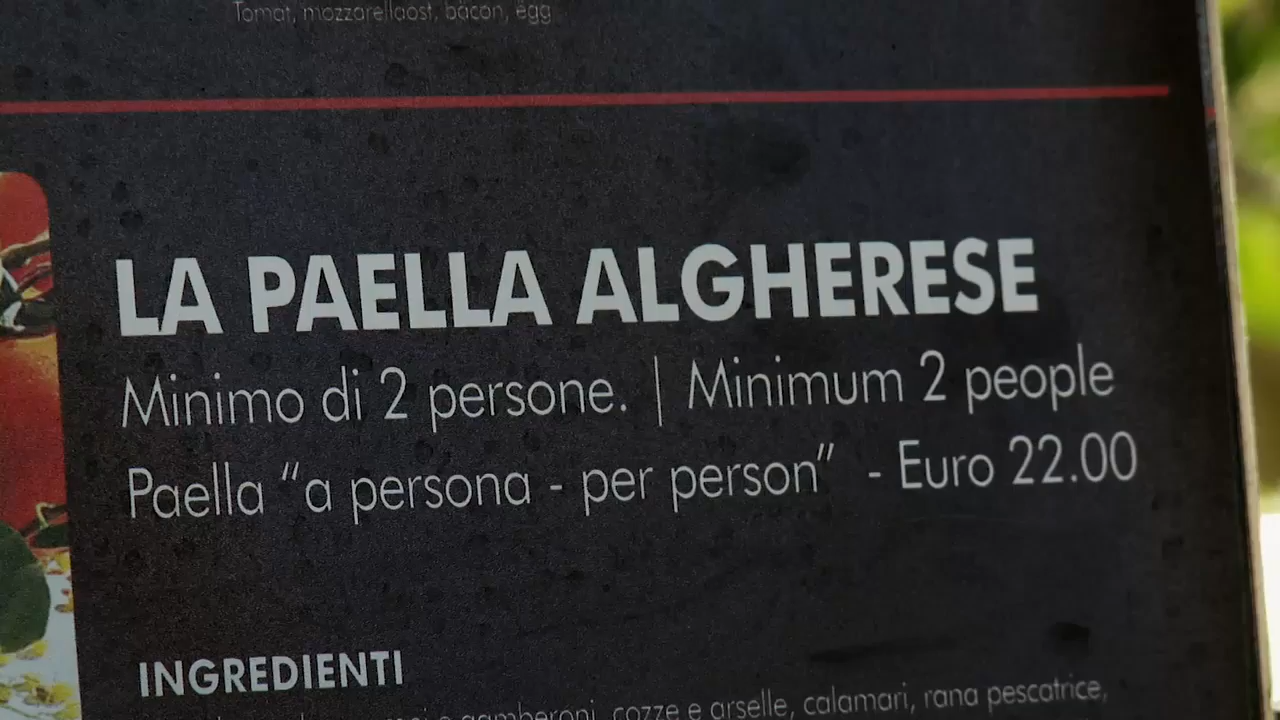 Tomat, mozzarellaost, bacon, egg
LA PAELLA ALGHERESE
Minimo di 2 persone. | Minimum 2 people
Paella “a persona - per person” - Euro 22.00
INGREDIENTI
e gamberoni, cozze e arselle, calamari, rana pescatrice,